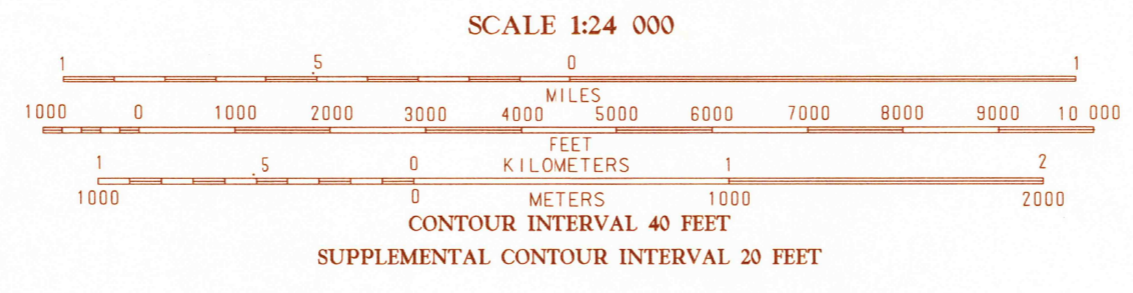 SCALE 1:24 000
1 .5 0 1
MILES
1000 0 1000 2000 3000 4000 5000 6000 7000 8000 9000 10 000
FEET
1 .5 0 KILOMETERS 1 2
1000 0 METERS 1000 2000
CONTOUR INTERVAL 40 FEET
SUPPLEMENTAL CONTOUR INTERVAL 20 FEET